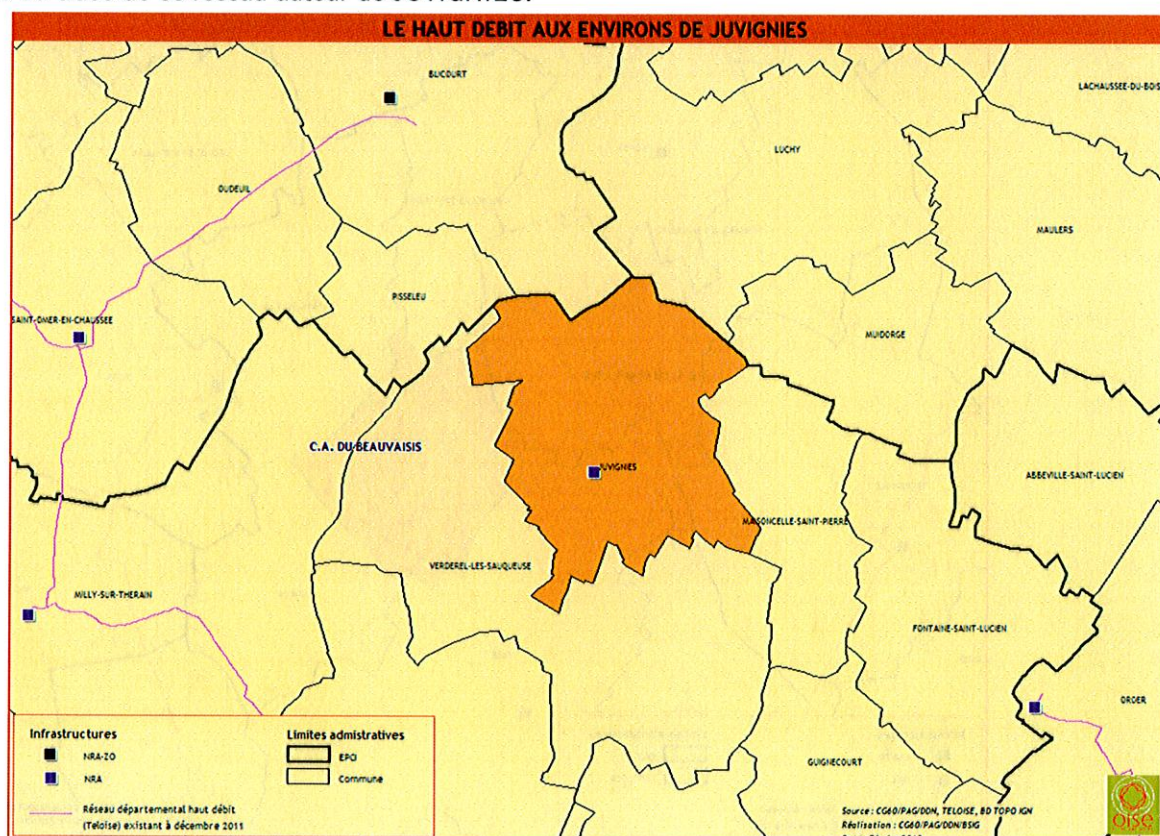 LE HAUT DEBIT AUX ENVIRONS DE JUVIGNIES
BLICOURT
LACHAUSSEE-DU-BOIS
LUCHY
OUDEUIL
MAULERS
PISSELEU
SAINT-OMER-EN-CHAUSSEE
MUIDORGE
C.A. DU BEAUVAISIS
JUVIGNIES
ABBEVILLE-SAINT-LUCIEN
MAISONCELLE-SAINT-PIERRE
VERDEREL-LES-SAUQUEUSE
MILLY-SUR-THERAIN
FONTAINE-SAINT-LUCIEN
OROER
GUIGNECOURT
Infrastructures
NRA-ZO
NRA
Réseau départemental haut débit
(Teloise) existant à décembre 2011
Limites admistratives
EPCI
Commune
Source : CG60/PAG/DDN, TELOISE, BD TOPO IGN
Réalisation : CG60/PAG/DDN/BSIG
oise